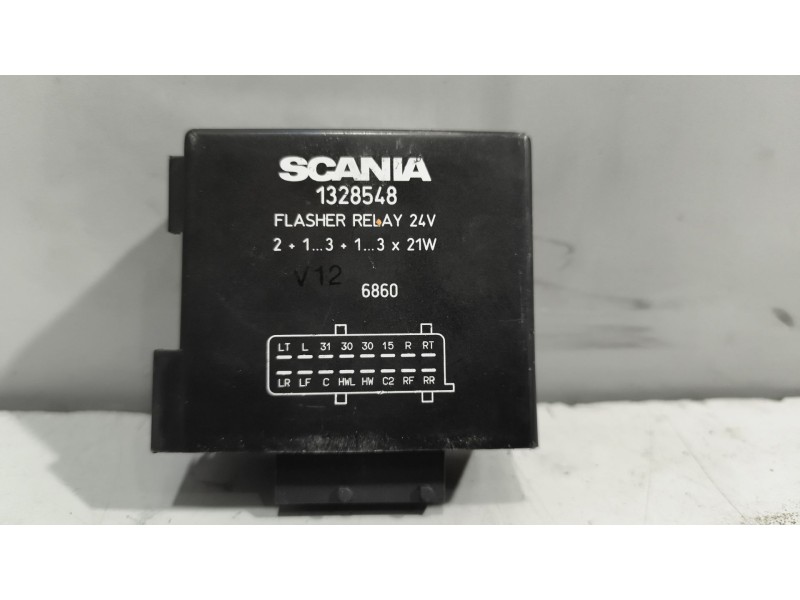 SCANIA
1328548
FLASHER RELAY 24V
2 + 1...3 + 1...3 x 21W
V12
6860
LT L 31 30 30 15 R RT
LR LF C HWL HW C2 RF RR